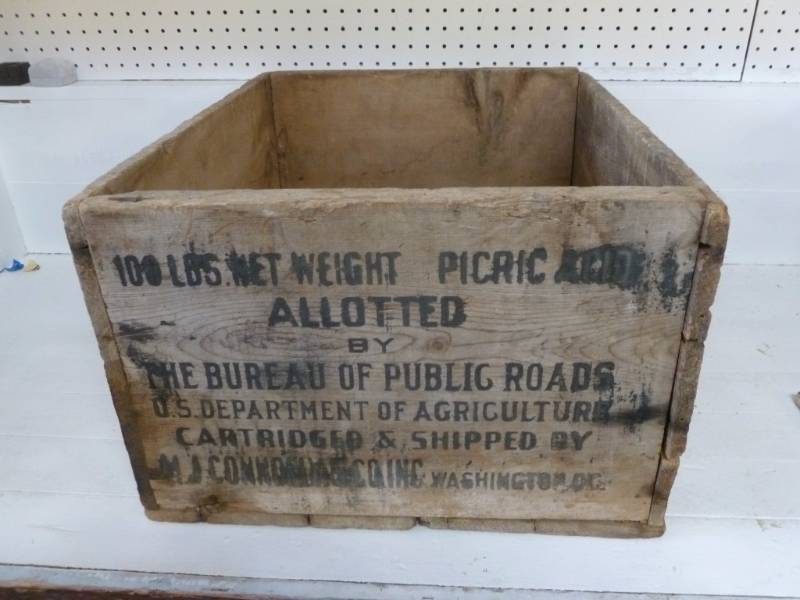 100 LBS. NET WEIGHT PICRIC ACID
ALLOTTED
BY
THE BUREAU OF PUBLIC ROADS
U.S. DEPARTMENT OF AGRICULTURE
CARTRIDGED & SHIPPED BY
M.J. CO. INC. WASHINGTON, DC.